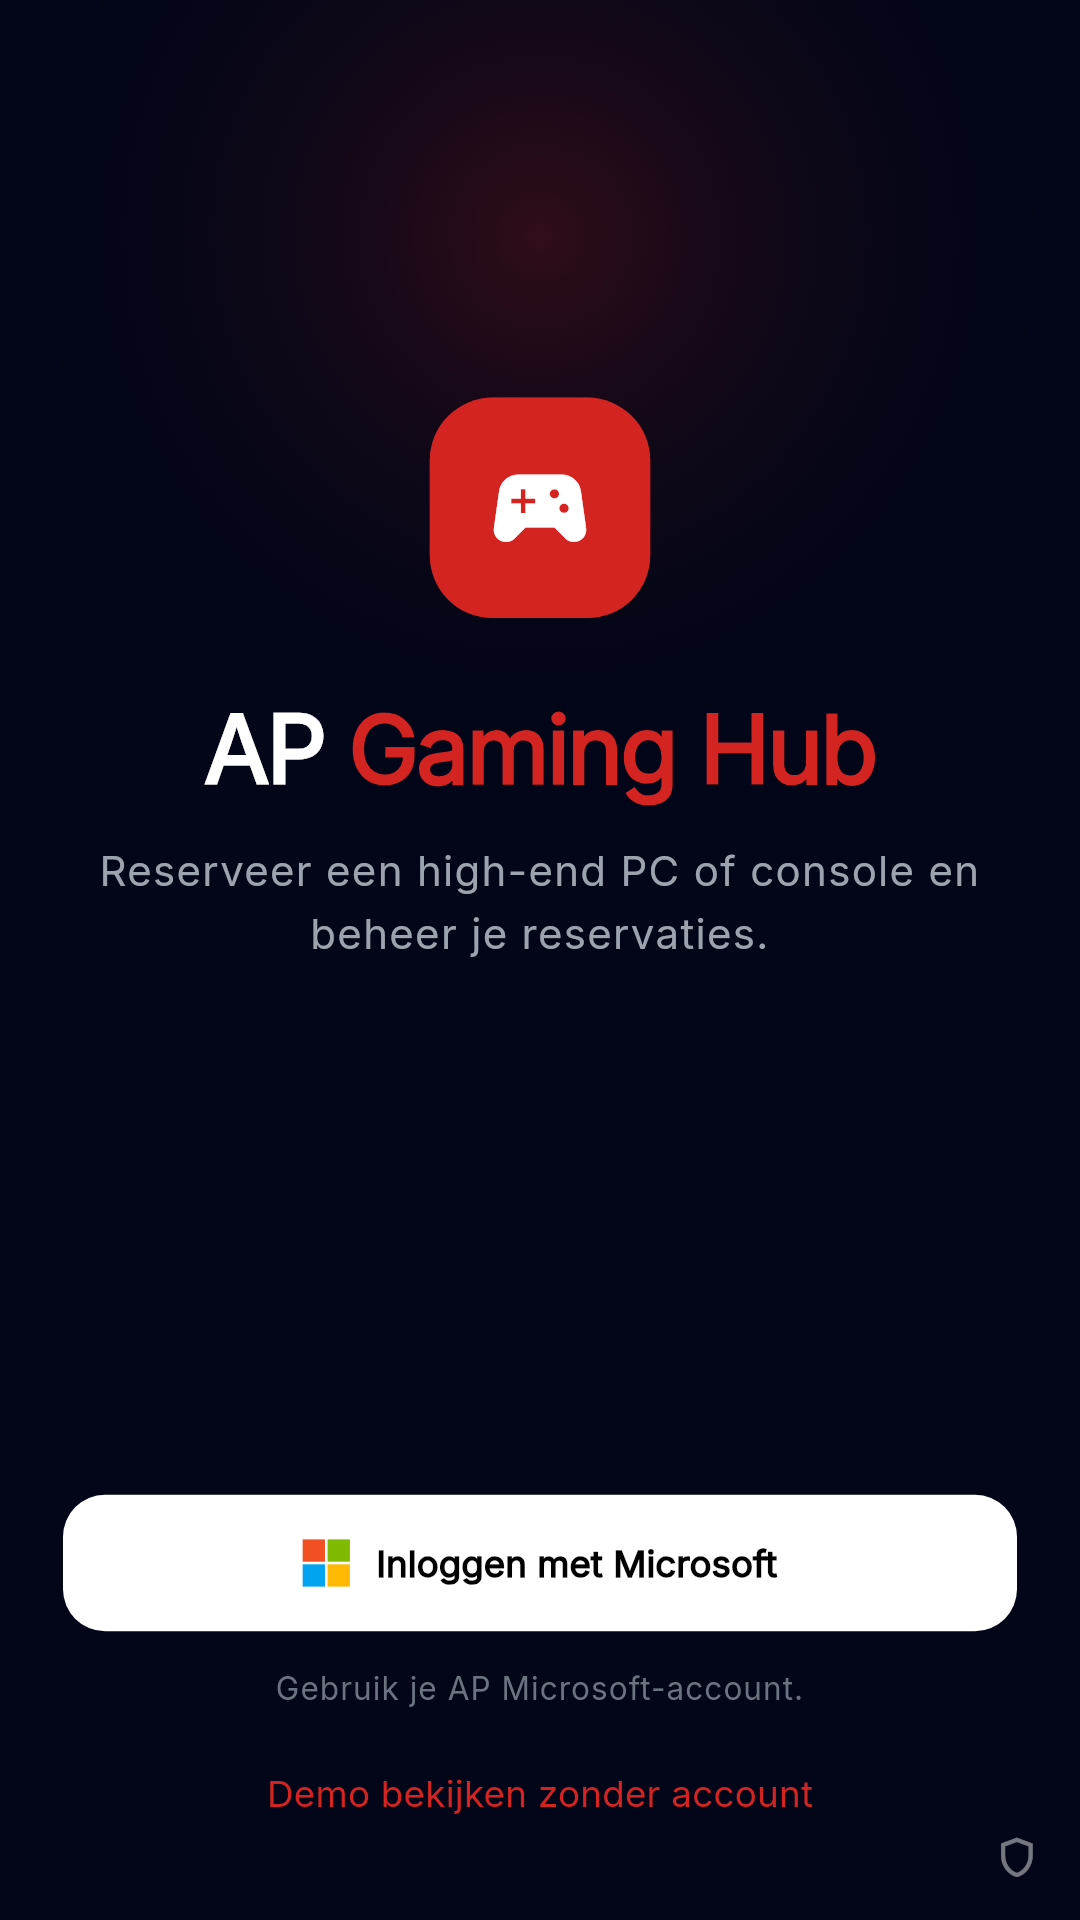 AP Gaming Hub
Reserveer een high-end PC of console en
beheer je reservaties.
Inloggen met Microsoft
Gebruik je AP Microsoft-account.
Demo bekijken zonder account